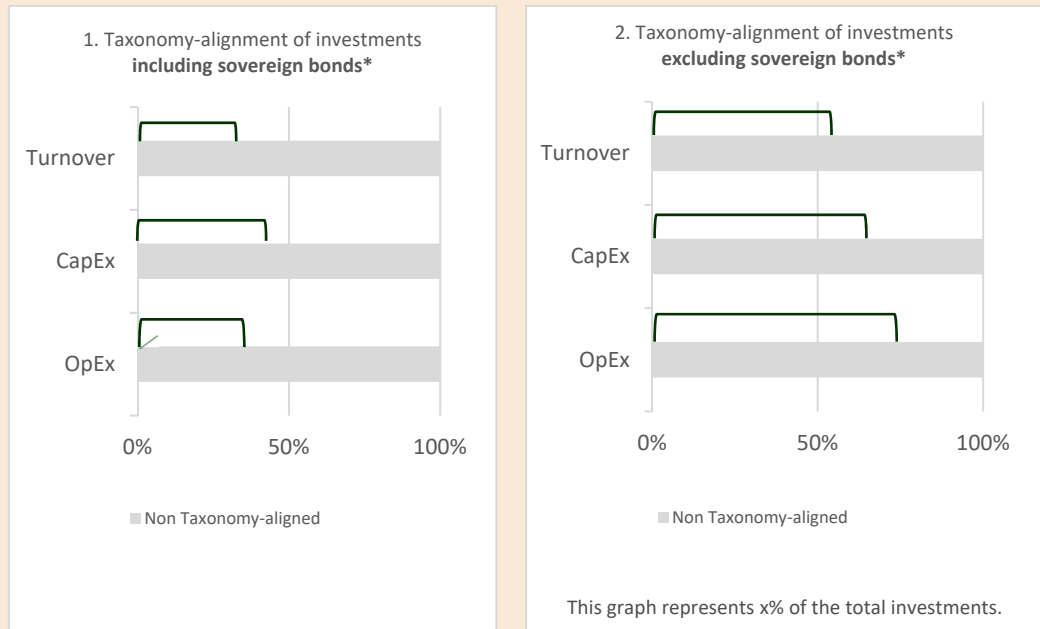 1. Taxonomy-alignment of investments
including sovereign bonds*
Turnover
CapEx
OpEx
0% 50% 100%
Non Taxonomy-aligned
2. Taxonomy-alignment of investments
excluding sovereign bonds*
Turnover
CapEx
OpEx
0% 50% 100%
Non Taxonomy-aligned
This graph represents x% of the total investments.